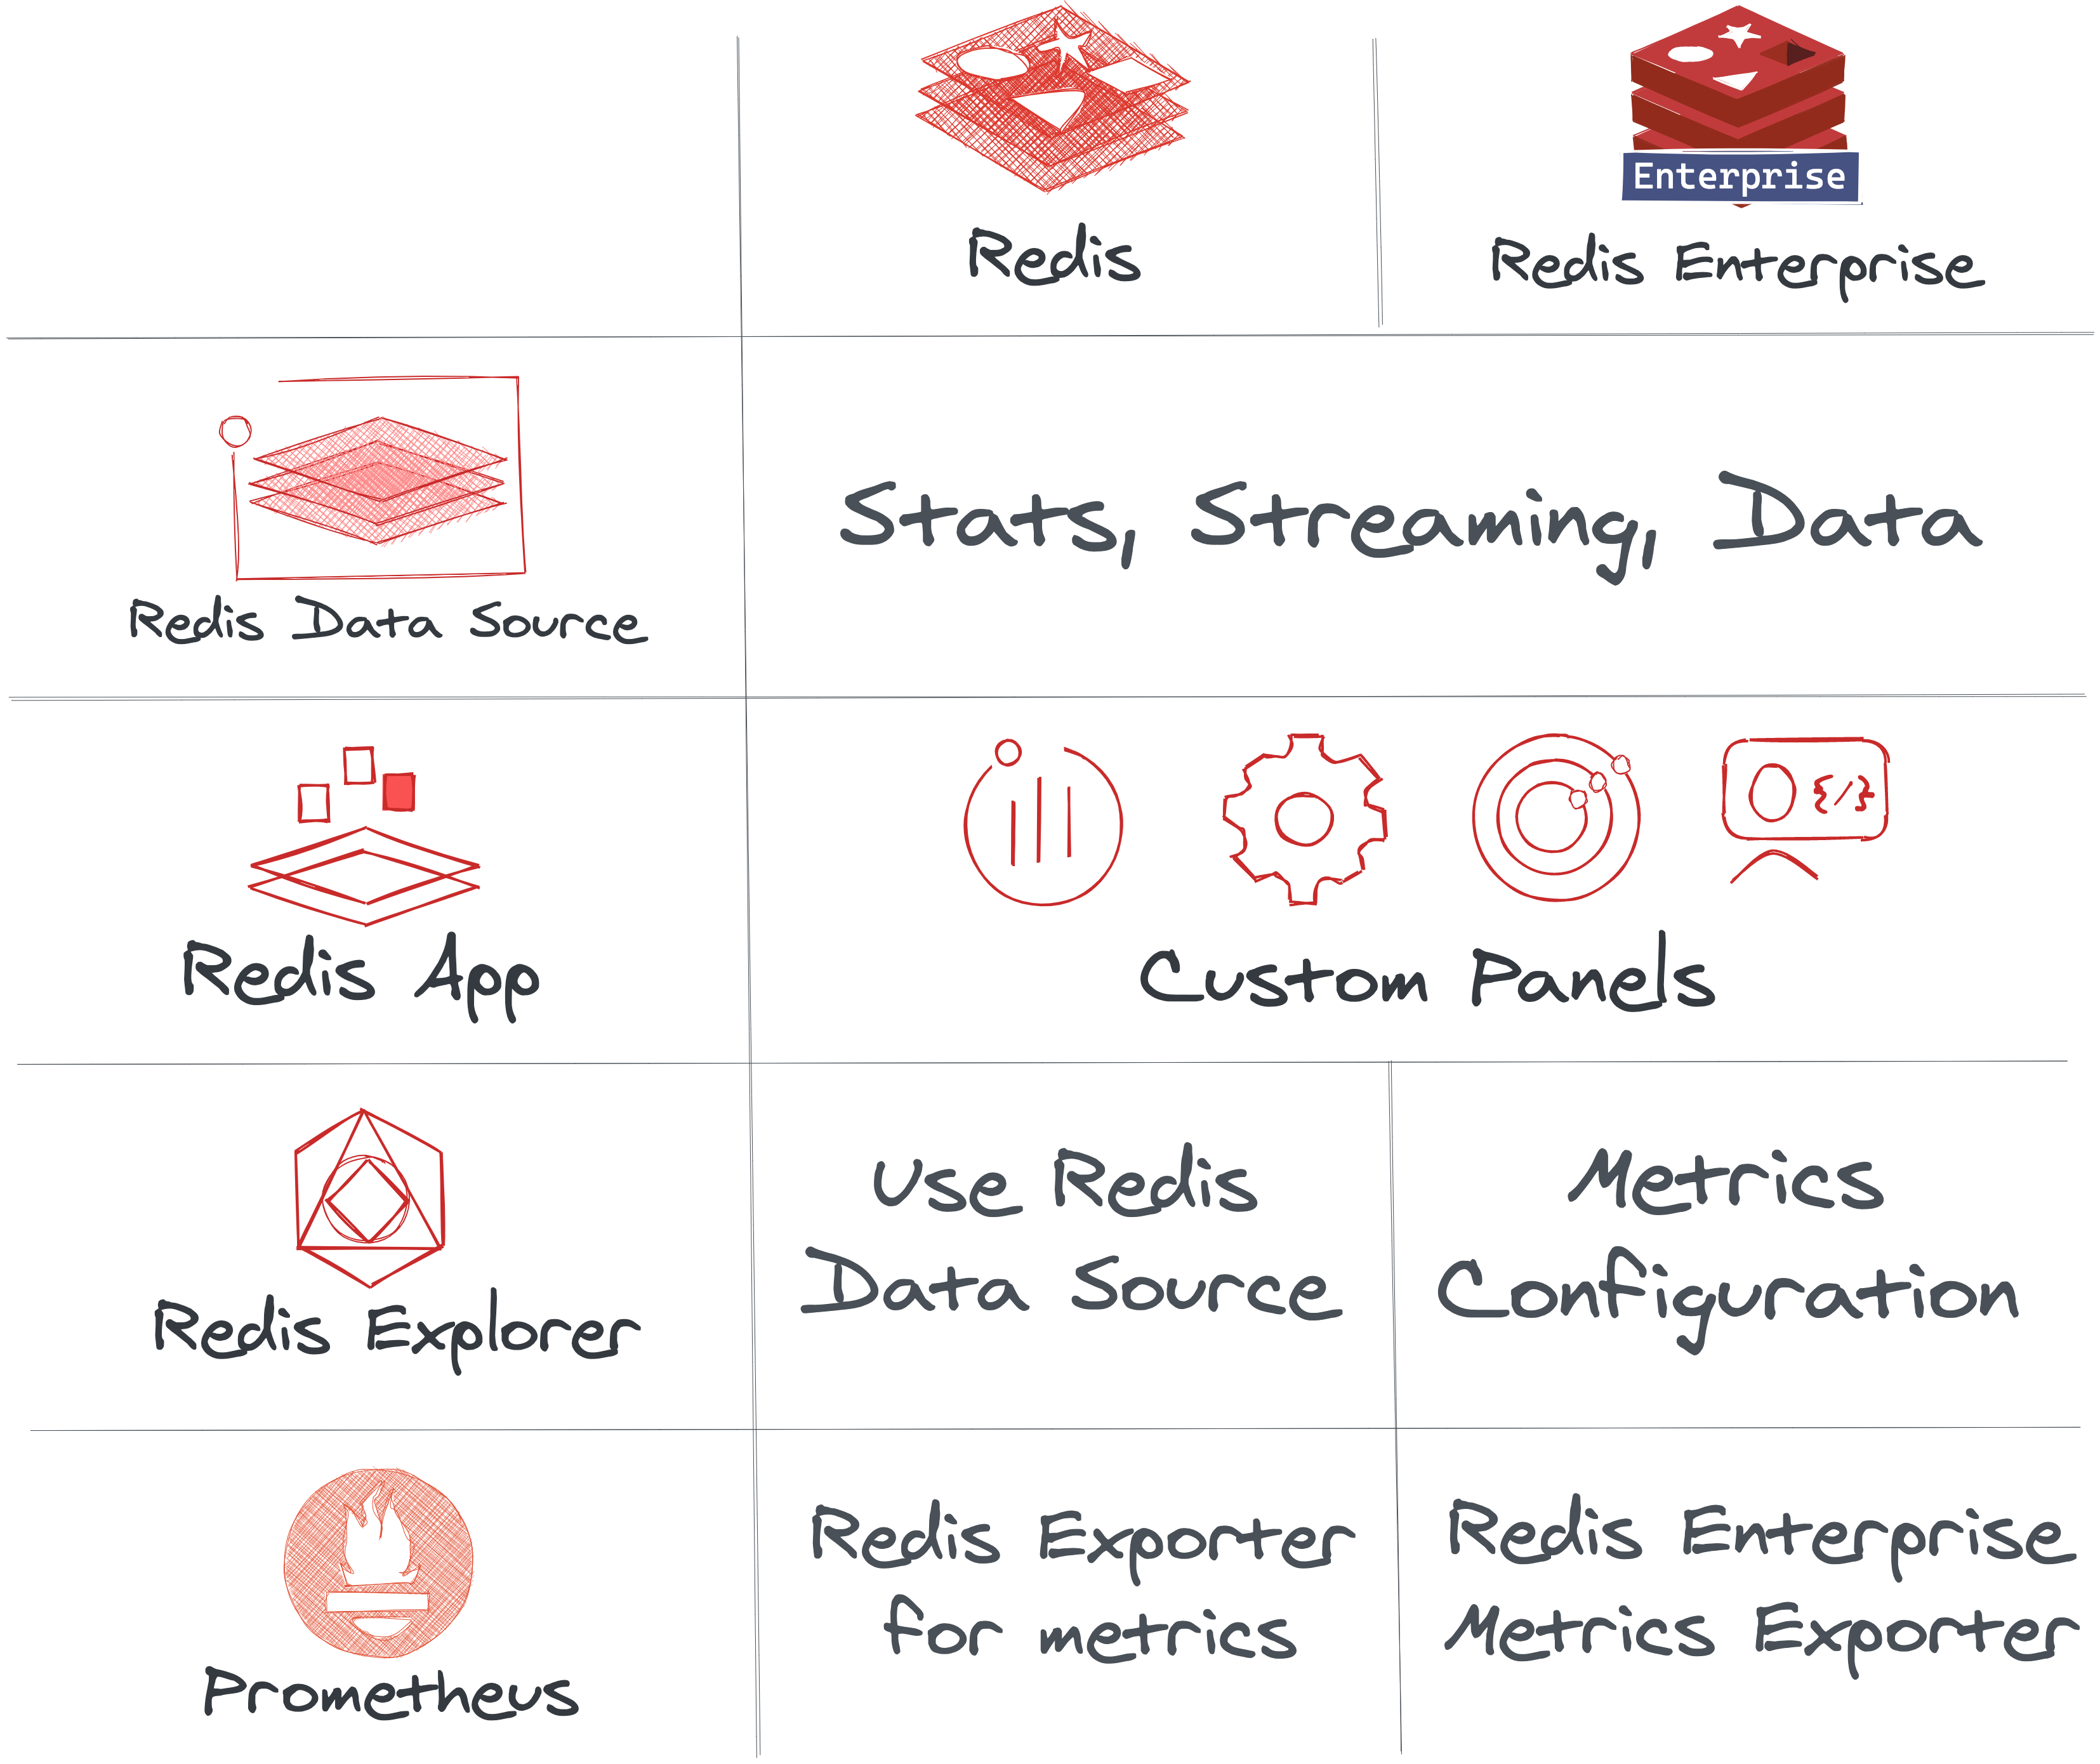 Enterprise
Redis
Redis Enterprise
Redis Data Source
Stats, Streaming, Data
{/}
Redis App
Custom Panels
Redis Explorer
Use Redis
Data Source
Metrics
Configuration
Prometheus
Redis Exporter
for metrics
Redis Enterprise
Metrics Exporter